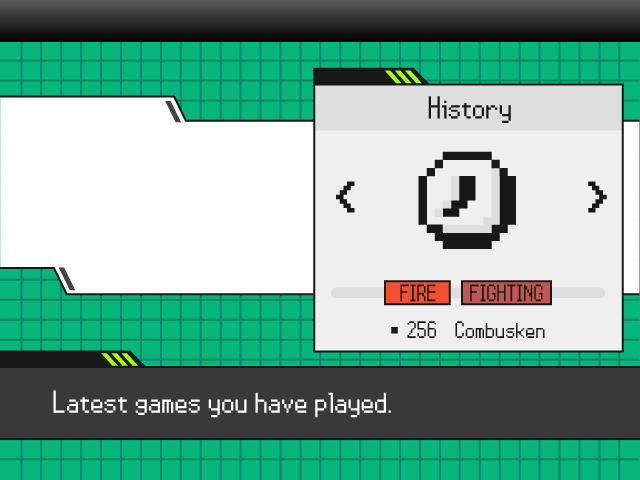 History
FIRE FIGHTING
▪ 256 Combusken
Latest games you have played.